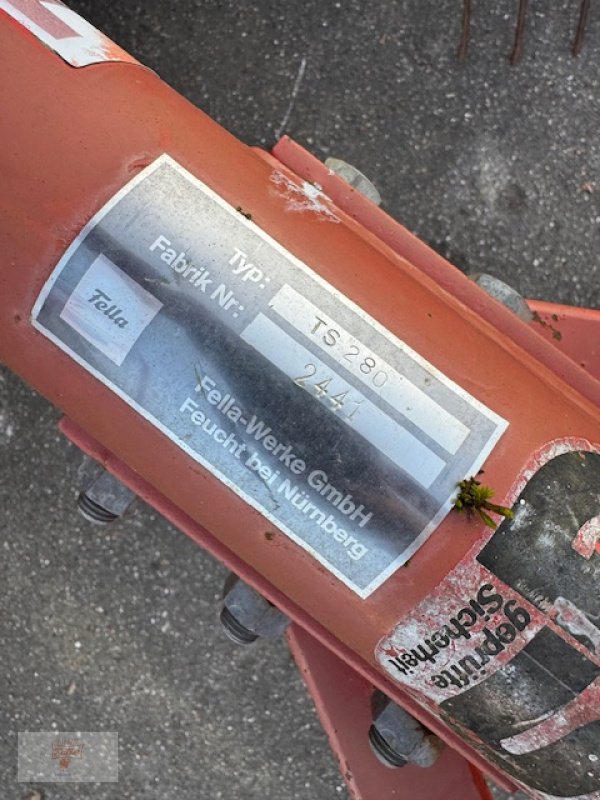 Fella
Typ: TS 280
Fabrik Nr: 2441
Fella-Werke GmbH
Feucht bei Nürnberg
geprüfte
Sicherheit